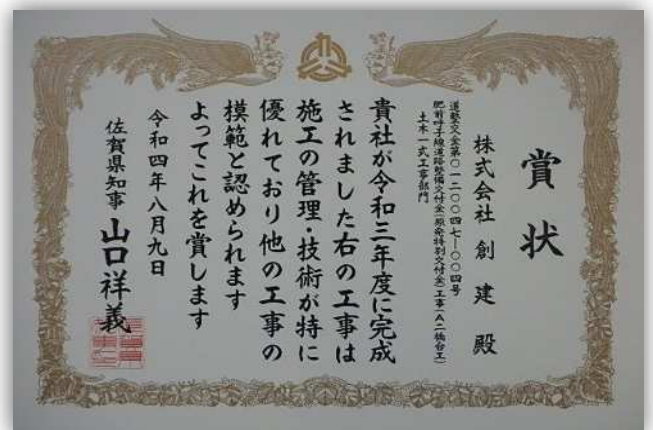 賞状
株式会社 創建 殿
道整交金第〇一二〇〇四七―〇〇四号
肥前呼子線道路整備交付金(原発特別交付金)工事(A二橋台工)
土木一式工事部門
貴社が令和三年度に完成
されました右の工事は
施工の管理・技術が特に
優れており他の工事の
模範と認められます
よってこれを賞します
令和四年八月九日
佐賀県知事 山口祥義